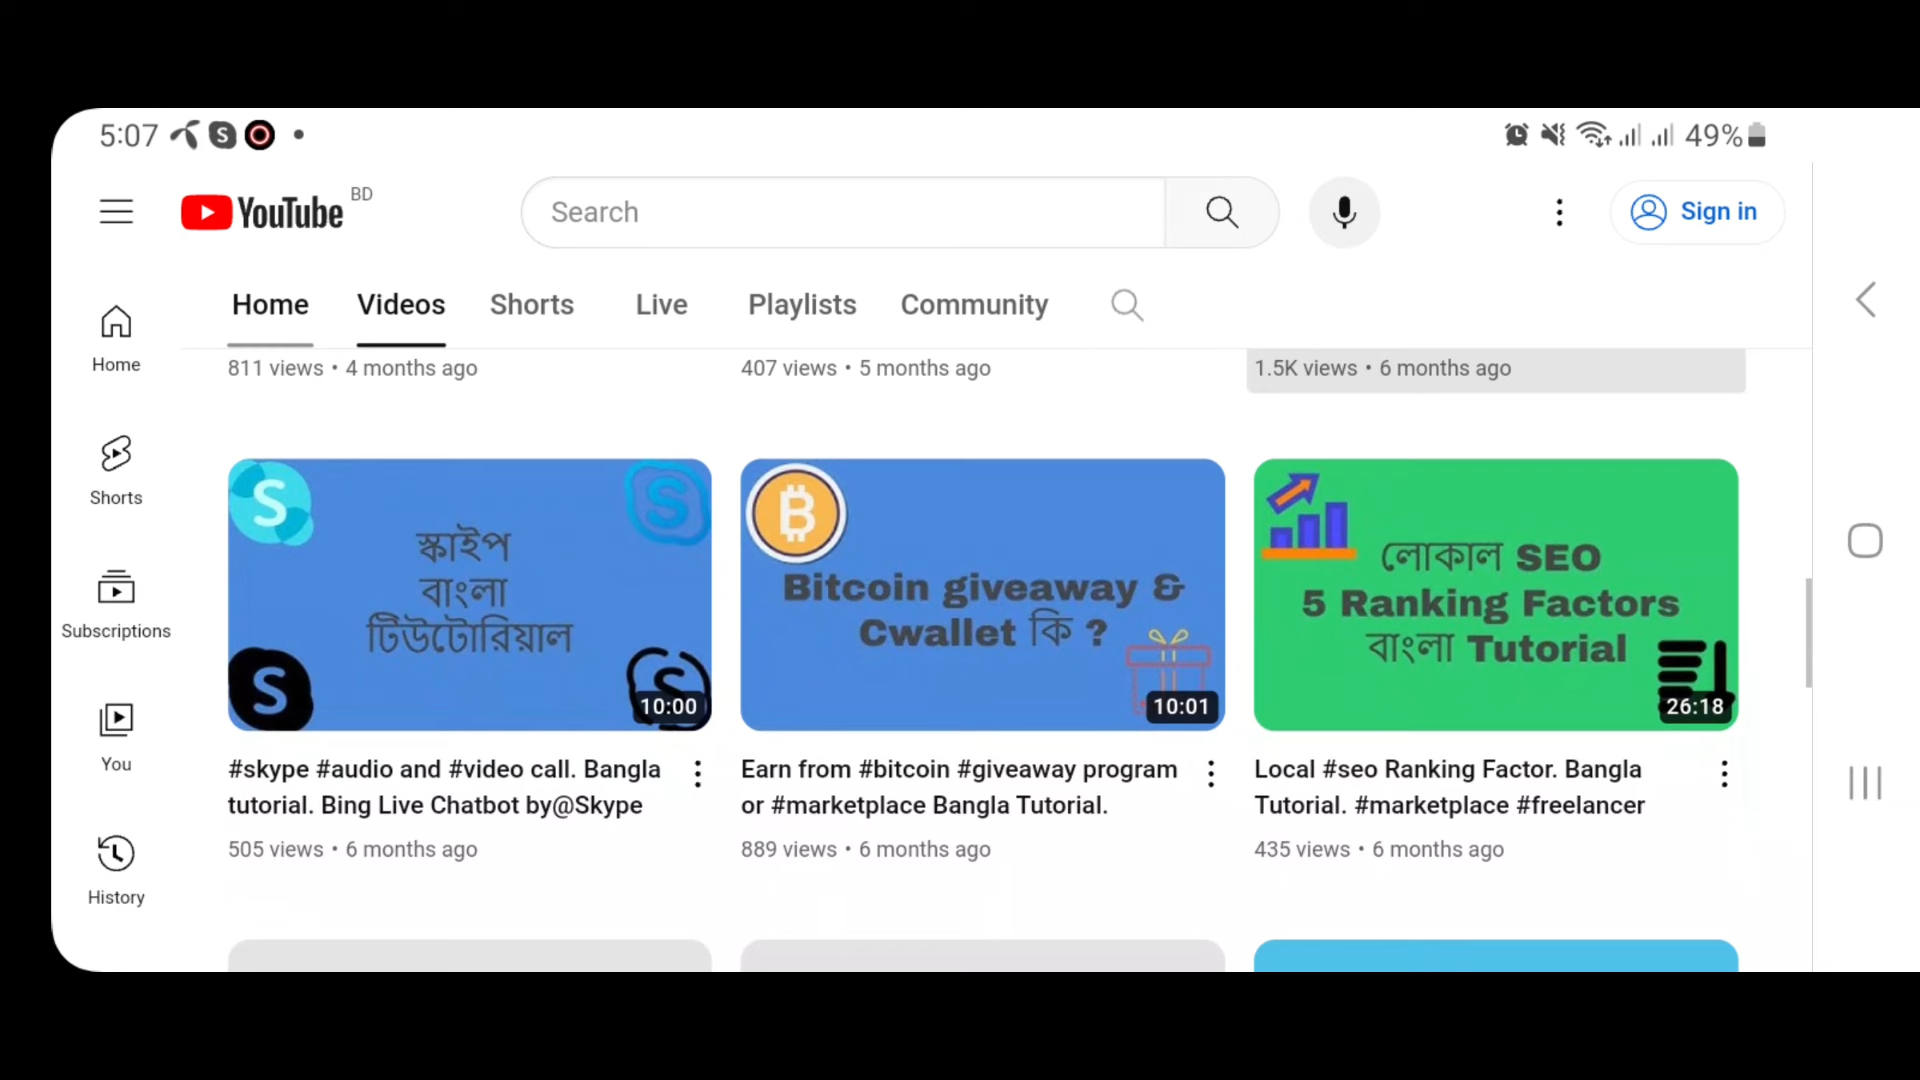 5:07
49%
YouTube BD
Search
Sign in
Home
Videos
Shorts
Live
Playlists
Community
Home
Shorts
Subscriptions
You
History
811 views • 4 months ago
407 views • 5 months ago
1.5K views • 6 months ago
স্কাইপ
বাংলা
টিউটোরিয়াল
10:00
#skype #audio and #video call. Bangla
tutorial. Bing Live Chatbot by@Skype
505 views • 6 months ago
Bitcoin giveaway &
Cwallet কি ?
10:01
Earn from #bitcoin #giveaway program
or #marketplace Bangla Tutorial.
889 views • 6 months ago
লোকাল SEO
5 Ranking Factors
বাংলা Tutorial
26:18
Local #seo Ranking Factor. Bangla
Tutorial. #marketplace #freelancer
435 views • 6 months ago